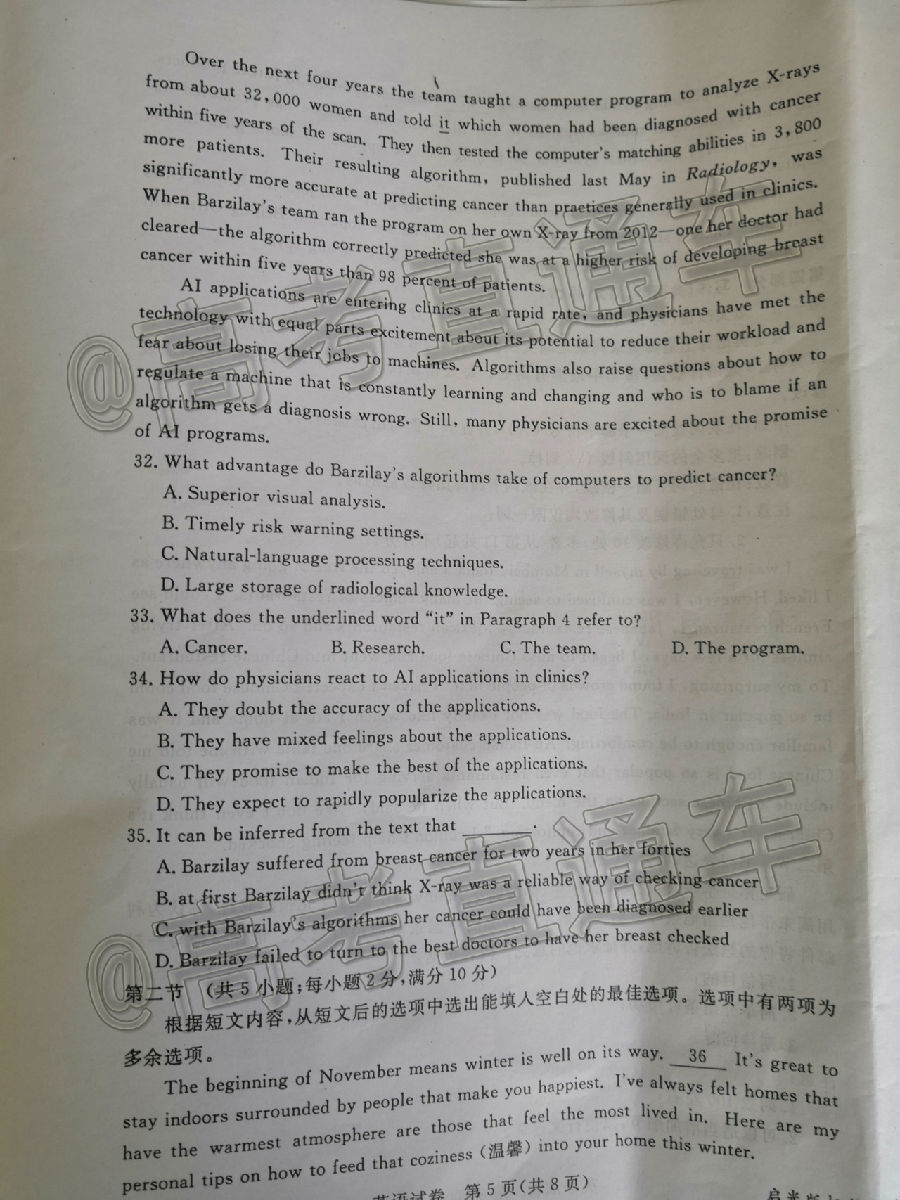 Over the next four years the team taught a computer program to analyze X-rays
from about 32,000 women and told it which women had been diagnosed with cancer
within five years of the scan. They then tested the computer's matching abilities in 3,800
more patients. Their resulting algorithm, published last May in Radiology, was
significantly more accurate at predicting cancer than practices generally used in clinics.
When Barzilay's team ran the program on her own X-ray from 2012—one her doctor had
cleared—the algorithm correctly predicted she was at a higher risk of developing breast
cancer within five years than 98 percent of patients.
AI applications are entering clinics at a rapid rate, and physicians have met the
technology with equal parts excitement about its potential to reduce their workload and
fear about losing their jobs to machines. Algorithms also raise questions about how to
regulate a machine that is constantly learning and changing and who is to blame if an
algorithm gets a diagnosis wrong. Still, many physicians are excited about the promise
of AI programs.
@高考直通车
32. What advantage do Barzilay's algorithms take of computers to predict cancer?
A. Superior visual analysis.
B. Timely risk warning settings.
C. Natural-language processing techniques.
D. Large storage of radiological knowledge.
33. What does the underlined word “it” in Paragraph 4 refer to?
A. Cancer. B. Research. C. The team. D. The program.
34. How do physicians react to AI applications in clinics?
A. They doubt the accuracy of the applications.
B. They have mixed feelings about the applications.
C. They promise to make the best of the applications.
D. They expect to rapidly popularize the applications.
35. It can be inferred from the text that ______.
A. Barzilay suffered from breast cancer for two years in her forties
B. at first Barzilay didn't think X-ray was a reliable way of checking cancer
C. with Barzilay's algorithms her cancer could have been diagnosed earlier
D. Barzilay failed to turn to the best doctors to have her breast checked
@高考直通车
第二节 (共5小题;每小题2分,满分10分)
根据短文内容,从短文后的选项中选出能填入空白处的最佳选项。选项中有两项为
多余选项。
The beginning of November means winter is well on its way. 36 It's great to
stay indoors surrounded by people that make you happiest. I've always felt homes that
have the warmest atmosphere are those that feel the most lived in. Here are my
personal tips on how to feed that coziness (温馨) into your home this winter.
英语试卷 第5页(共8页)